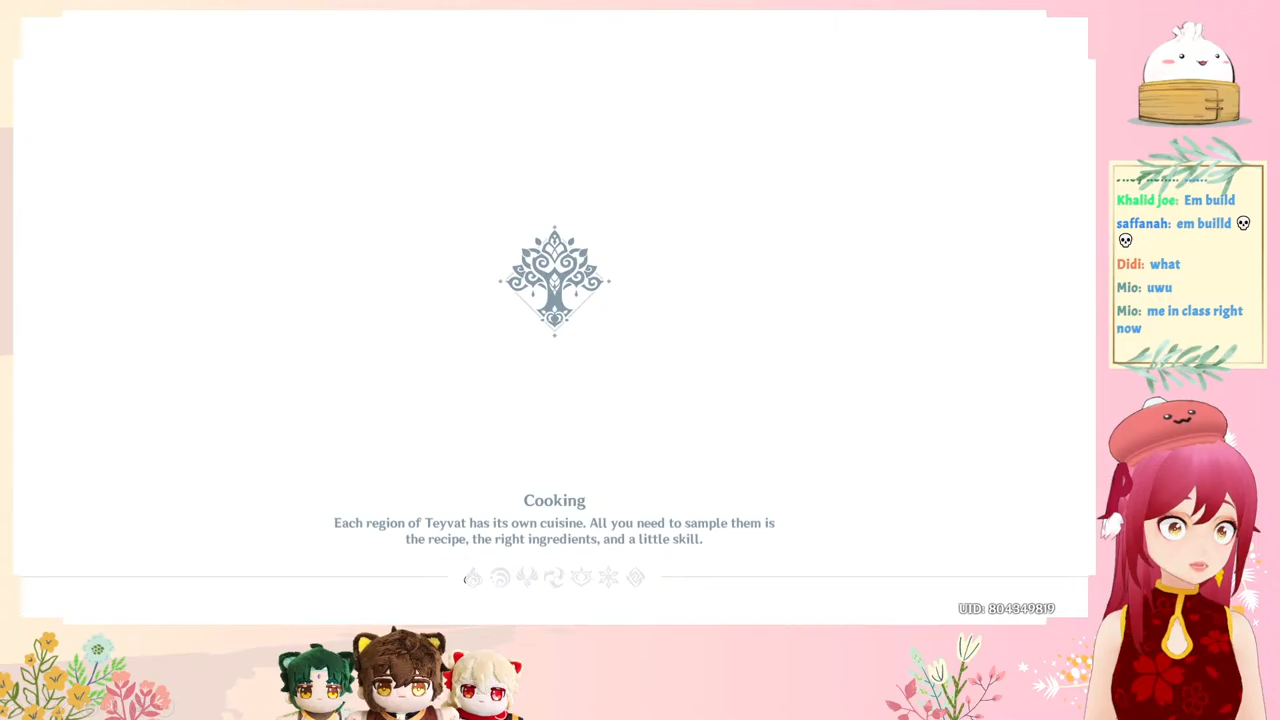 Khalid joe: Em build
saffanah: em builld 💀
💀
Didi: what
Mio: uwu
Mio: me in class right
now
Cooking
Each region of Teyvat has its own cuisine. All you need to sample them is
the recipe, the right ingredients, and a little skill.
UID: 804349819